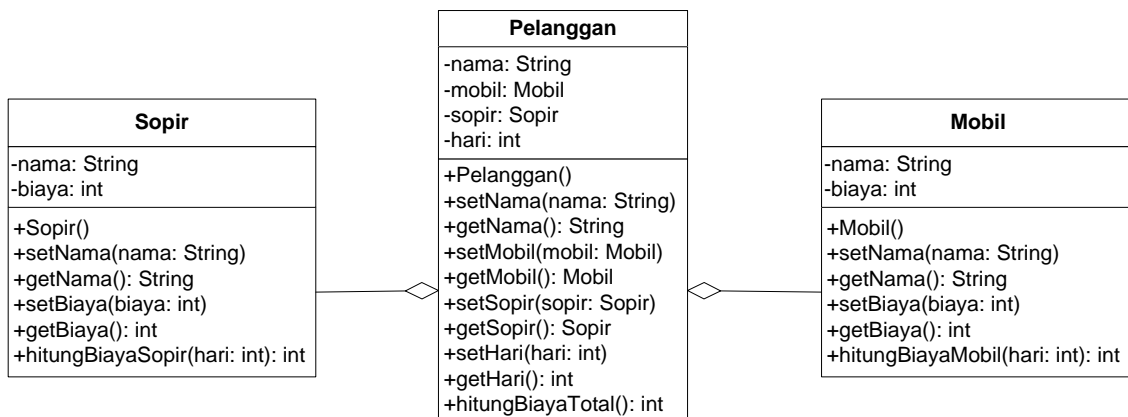 Pelanggan
-nama: String
-mobil: Mobil
-sopir: Sopir
-hari: int
+Pelanggan()
+setNama(nama: String)
+getNama(): String
+setMobil(mobil: Mobil)
+getMobil(): Mobil
+setSopir(sopir: Sopir)
+getSopir(): Sopir
+setHari(hari: int)
+getHari(): int
+hitungBiayaTotal(): int
Sopir
-nama: String
-biaya: int
+Sopir()
+setNama(nama: String)
+getNama(): String
+setBiaya(biaya: int)
+getBiaya(): int
+hitungBiayaSopir(hari: int): int
Mobil
-nama: String
-biaya: int
+Mobil()
+setNama(nama: String)
+getNama(): String
+setBiaya(biaya: int)
+getBiaya(): int
+hitungBiayaMobil(hari: int): int